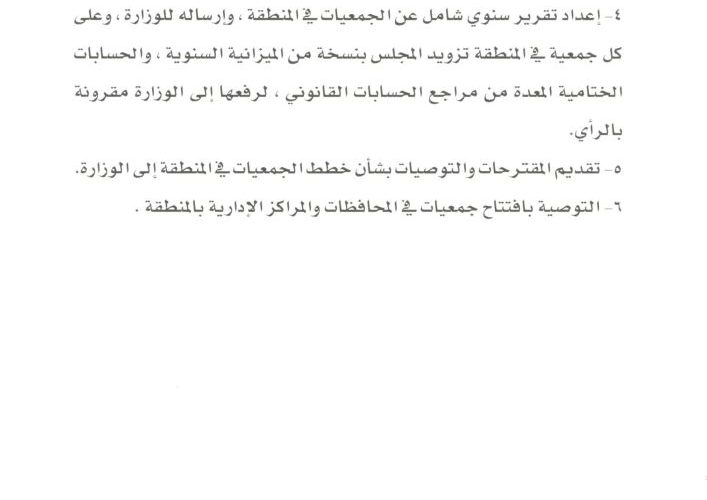 ٤- إعداد تقرير سنوي شامل عن الجمعيات في المنطقة ، وإرساله للوزارة ، وعلى
كل جمعية في المنطقة تزويد المجلس بنسخة من الميزانية السنوية ، والحسابات
الختامية المعدة من مراجع الحسابات القانوني ، لرفعها إلى الوزارة مقرونة
بالرأي.
٥- تقديم المقترحات والتوصيات بشأن خطط الجمعيات في المنطقة إلى الوزارة.
٦- التوصية بافتتاح جمعيات في المحافظات والمراكز الإدارية بالمنطقة .